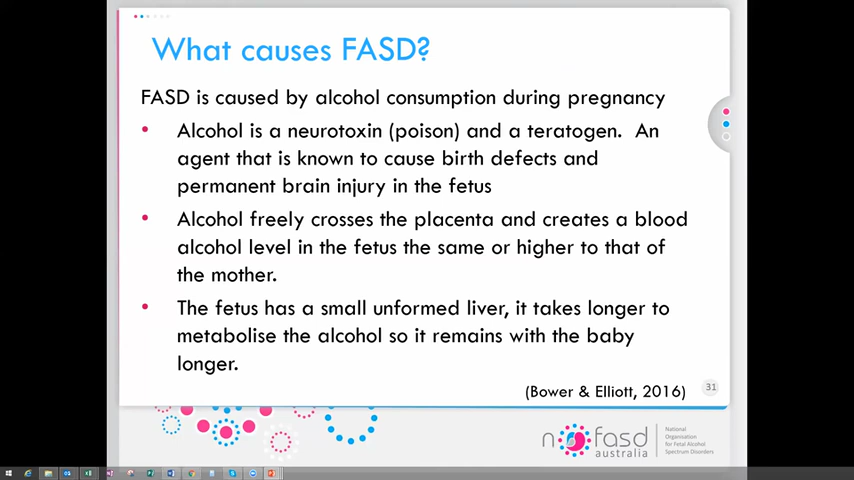 What causes FASD?
FASD is caused by alcohol consumption during pregnancy
• Alcohol is a neurotoxin (poison) and a teratogen. An
agent that is known to cause birth defects and
permanent brain injury in the fetus
• Alcohol freely crosses the placenta and creates a blood
alcohol level in the fetus the same or higher to that of
the mother.
• The fetus has a small unformed liver, it takes longer to
metabolise the alcohol so it remains with the baby
longer.
(Bower & Elliott, 2016)
31
nofasd
australia
National
Organisation
for Fetal Alcohol
Spectrum Disorders